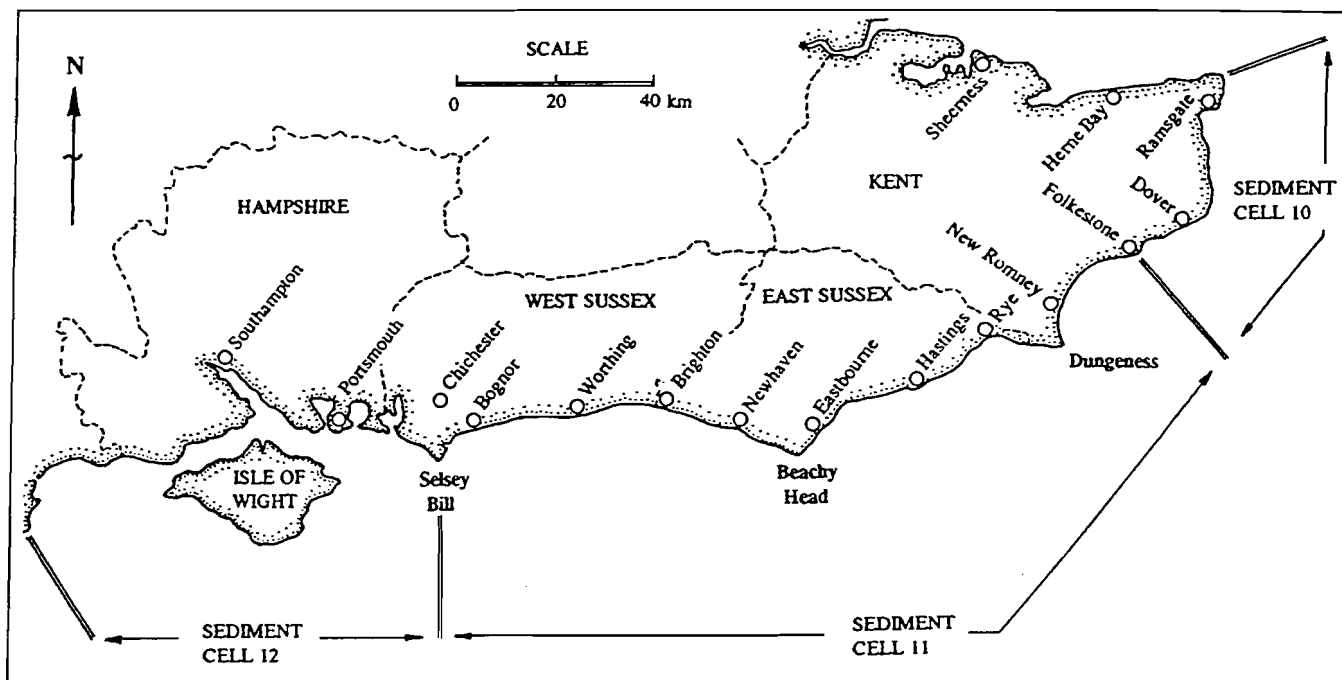 SCALE
N
0 20 40 km
Sheerness
Herne Bay
Ramsgate
KENT
Dover
SEDIMENT
CELL 10
HAMPSHIRE
Folkestone
New Romney
Southampton
WEST SUSSEX
EAST SUSSEX
Rye
Portsmouth
Chichester
Bognor
Worthing
Brighton
Newhaven
Eastbourne
Hastings
Dungeness
ISLE OF
WIGHT
Selsey
Bill
Beachy
Head
SEDIMENT
CELL 12
SEDIMENT
CELL 11